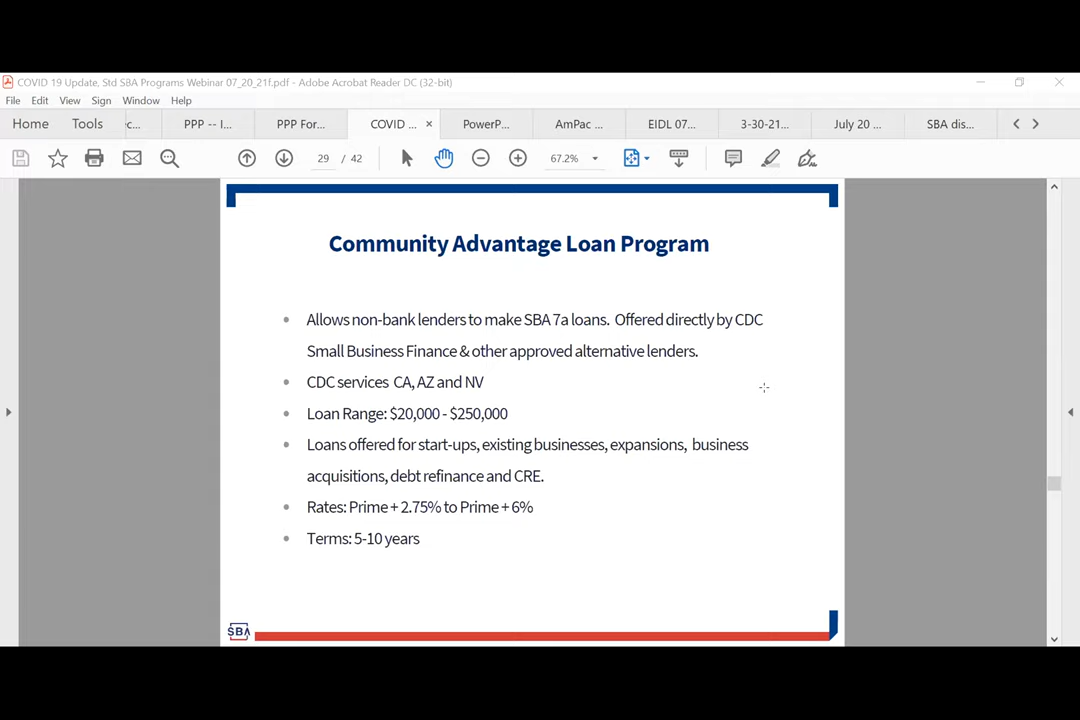 COVID 19 Update, Std SBA Programs Webinar 07_20_21f.pdf - Adobe Acrobat Reader DC (32-bit)
File Edit View Sign Window Help
Home Tools :c... PPP -- I... PPP For... COVID ... × PowerP... AmPac ... EIDL 07... 3-30-21... July 20 ... SBA dis...
29 / 42 67.2%
Community Advantage Loan Program
• Allows non-bank lenders to make SBA 7a loans. Offered directly by CDC
Small Business Finance & other approved alternative lenders.
• CDC services CA, AZ and NV
• Loan Range: $20,000 - $250,000
• Loans offered for start-ups, existing businesses, expansions, business
acquisitions, debt refinance and CRE.
• Rates: Prime + 2.75% to Prime + 6%
• Terms: 5-10 years
SBA